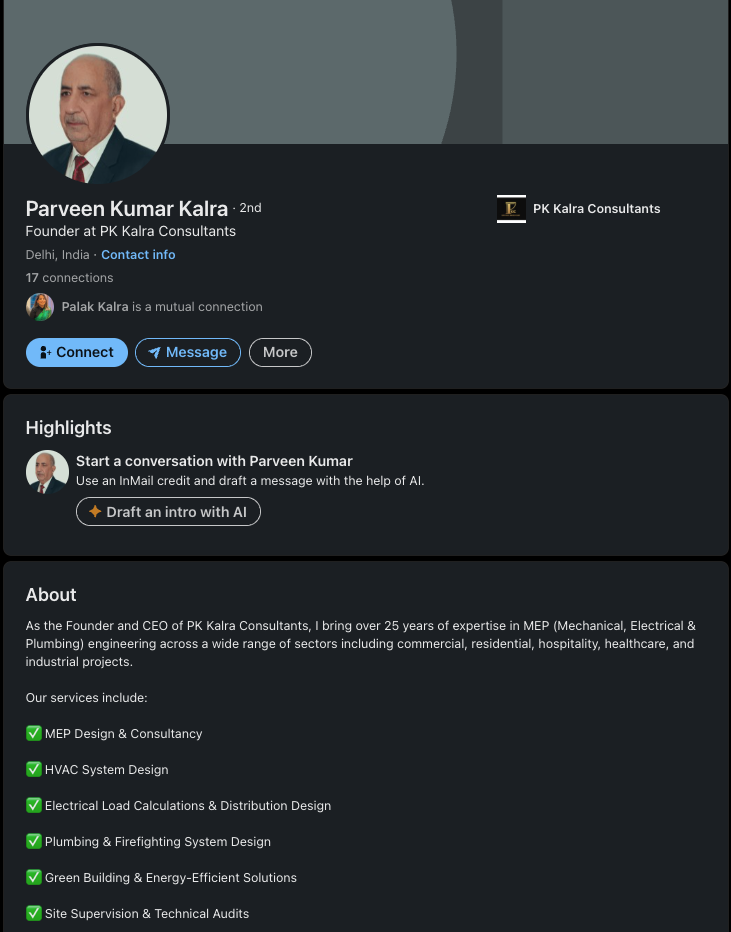 Parveen Kumar Kalra · 2nd
PK Kalra Consultants
Founder at PK Kalra Consultants
Delhi, India · Contact info
17 connections
Palak Kalra is a mutual connection
Connect
Message
More
Highlights
Start a conversation with Parveen Kumar
Use an InMail credit and draft a message with the help of AI.
Draft an intro with AI
About
As the Founder and CEO of PK Kalra Consultants, I bring over 25 years of expertise in MEP (Mechanical, Electrical &
Plumbing) engineering across a wide range of sectors including commercial, residential, hospitality, healthcare, and
industrial projects.
Our services include:
✅ MEP Design & Consultancy
✅ HVAC System Design
✅ Electrical Load Calculations & Distribution Design
✅ Plumbing & Firefighting System Design
✅ Green Building & Energy-Efficient Solutions
✅ Site Supervision & Technical Audits